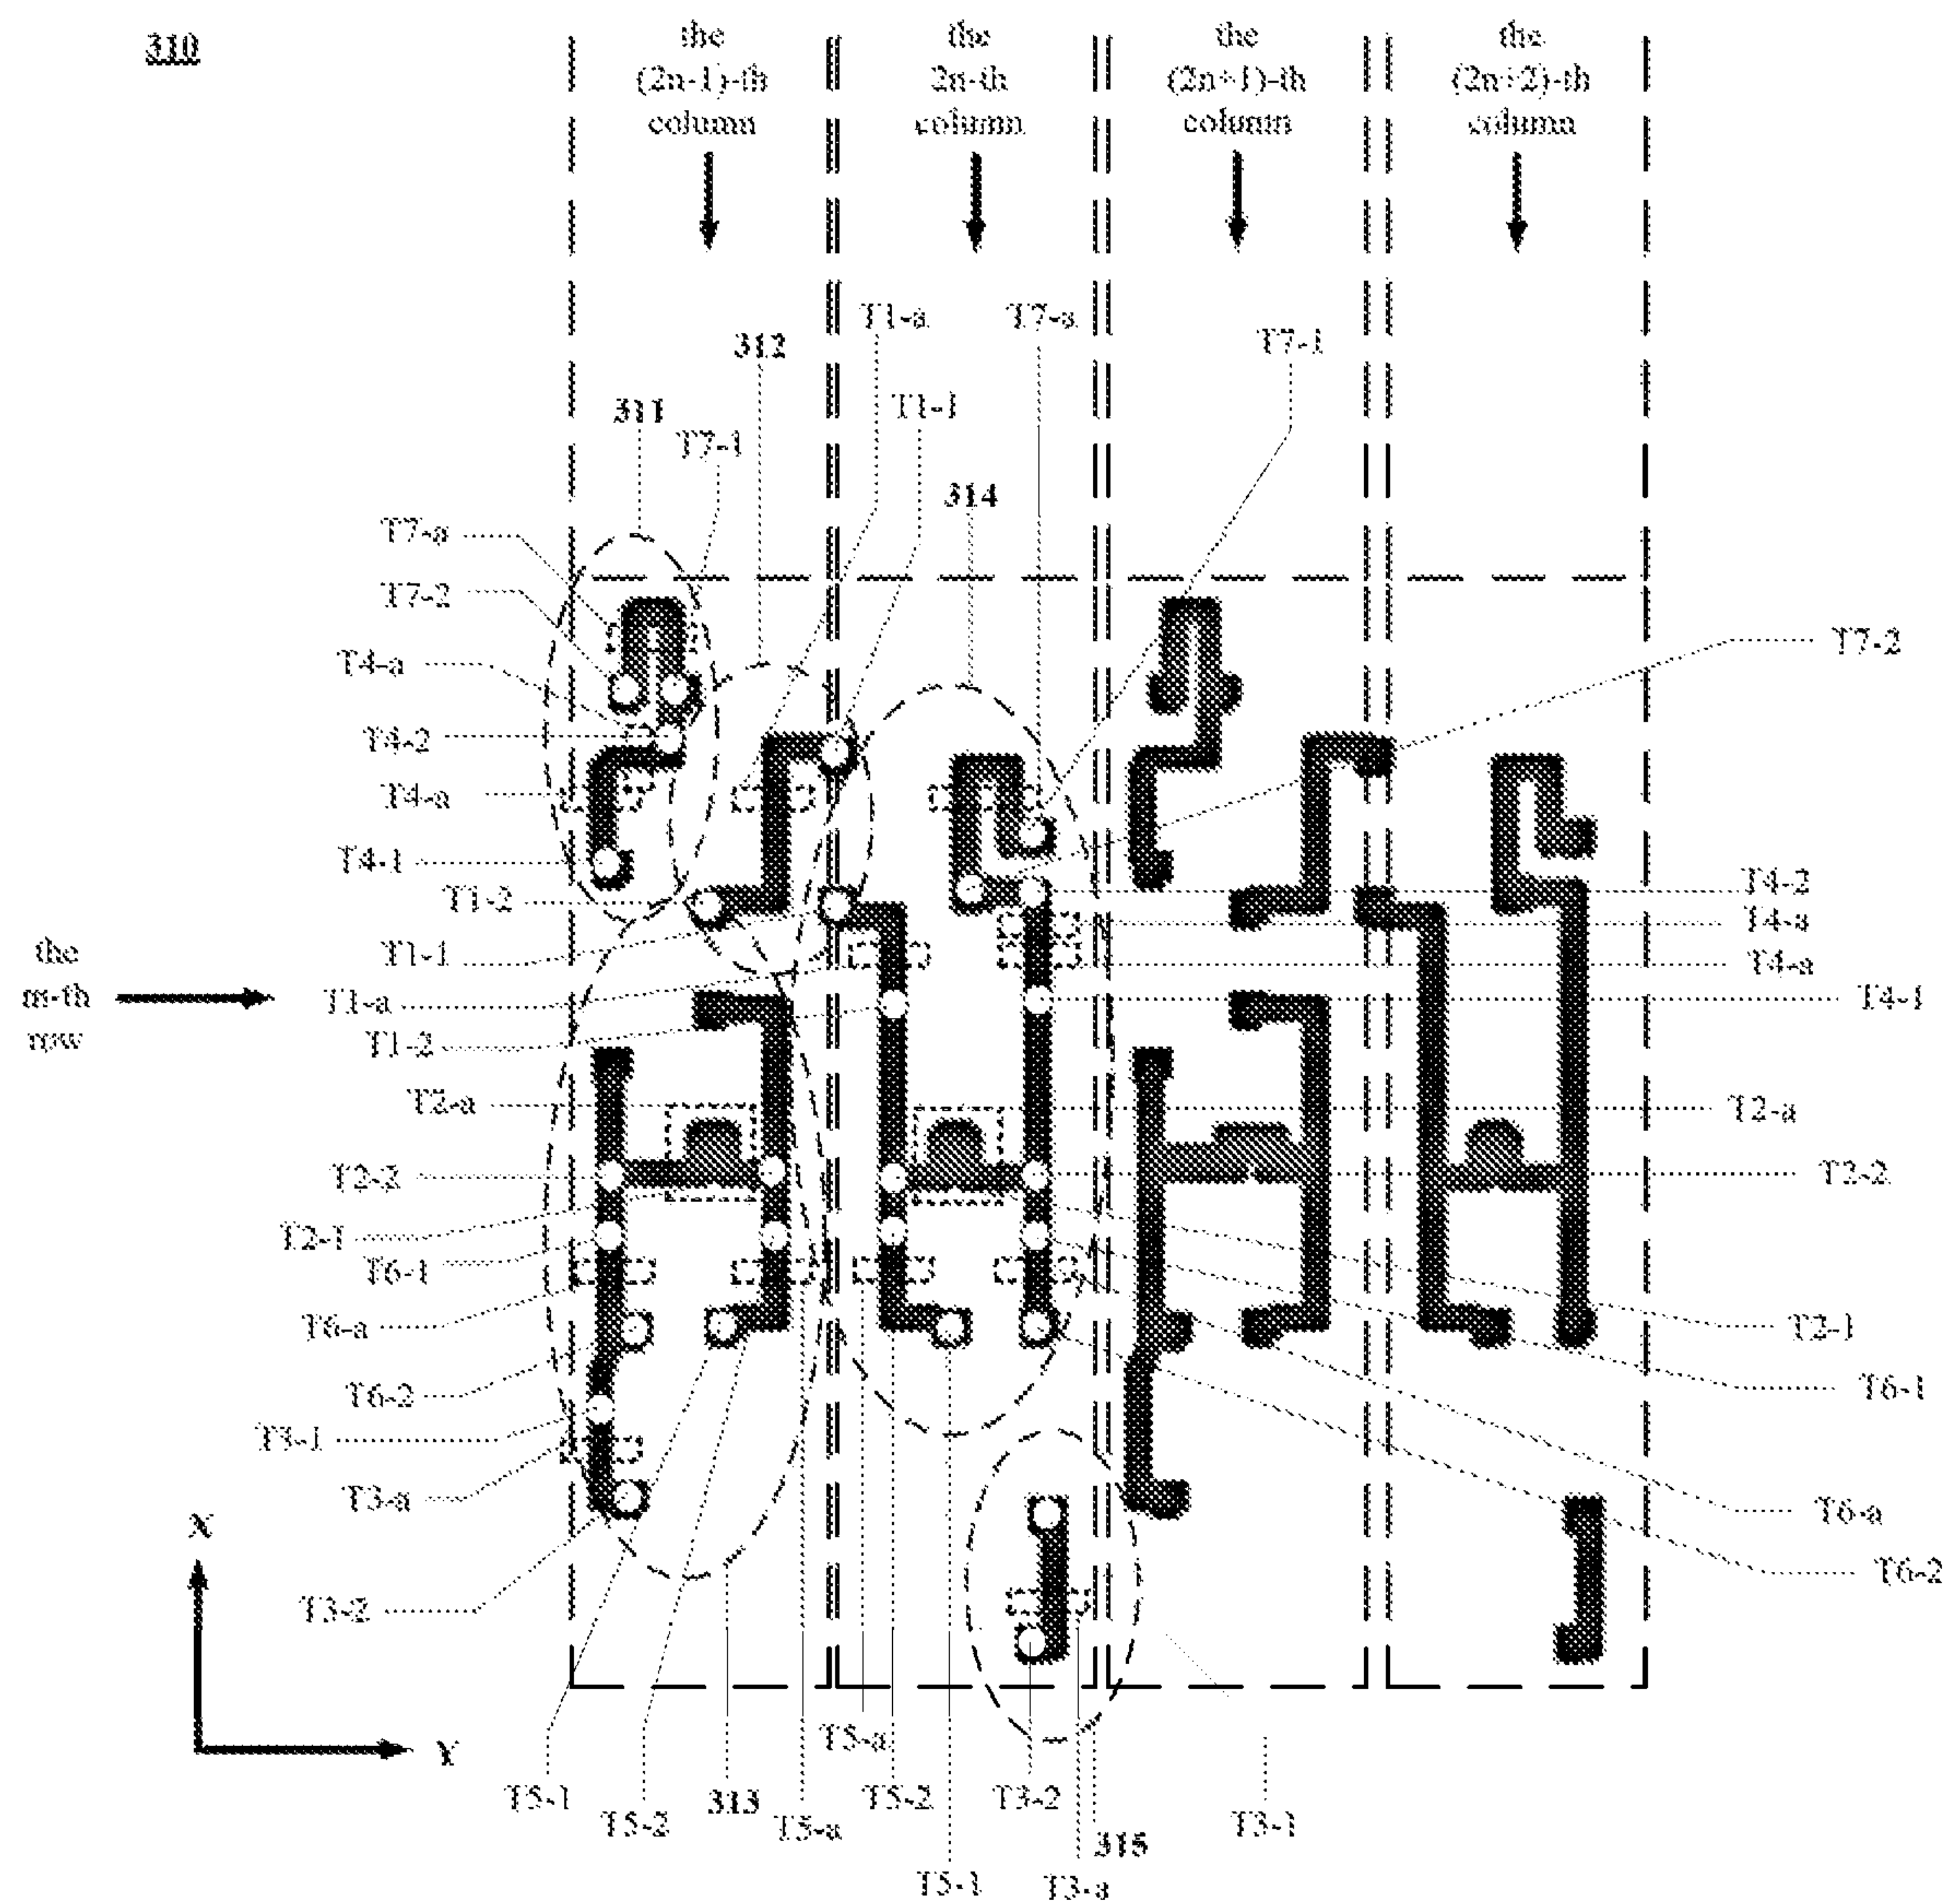 310
the
(2n-1)-th
column
the
2n-th
column
the
(2n+1)-th
column
the
(2n+2)-th
column
T1-a
T7-a
T7-1
312
311
T7-1
T1-1
314
T7-a
T7-2
T7-2
T4-a
T4-2
T4-a
T4-1
T4-2
T1-2
T4-a
T1-1
T4-a
the
m-th
row
T1-a
T4-1
T1-2
T2-a
T2-a
T2-2
T2-2
T2-1
T6-1
T6-a
T2-1
T6-2
T6-1
T3-1
T3-a
T6-a
X
T6-2
T3-2
Y
T5-a
T5-1
T5-2
313
T5-a
T5-2
T3-2
T3-1
315
T5-1
T3-a